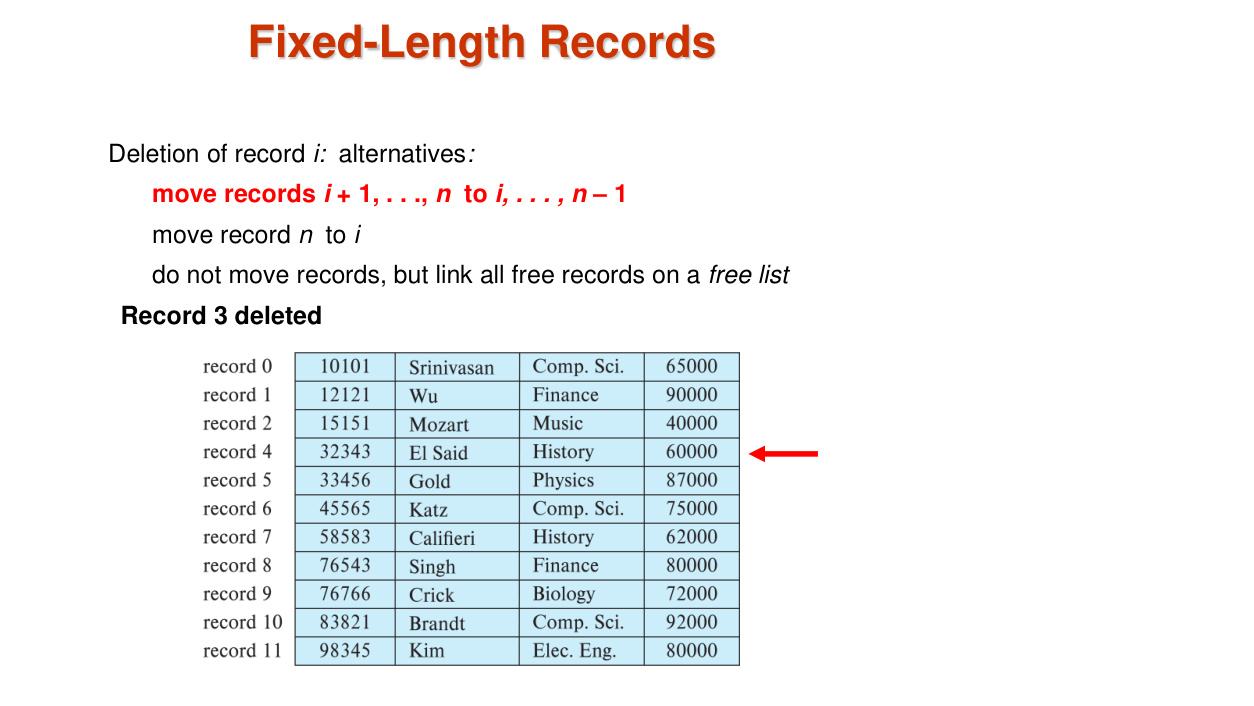 Fixed-Length Records
Deletion of record i: alternatives:
move records i + 1, . . ., n to i, . . . , n – 1
move record n to i
do not move records, but link all free records on a free list
Record 3 deleted
record 0 10101 Srinivasan Comp. Sci. 65000
record 1 12121 Wu Finance 90000
record 2 15151 Mozart Music 40000
record 4 32343 El Said History 60000
record 5 33456 Gold Physics 87000
record 6 45565 Katz Comp. Sci. 75000
record 7 58583 Califieri History 62000
record 8 76543 Singh Finance 80000
record 9 76766 Crick Biology 72000
record 10 83821 Brandt Comp. Sci. 92000
record 11 98345 Kim Elec. Eng. 80000